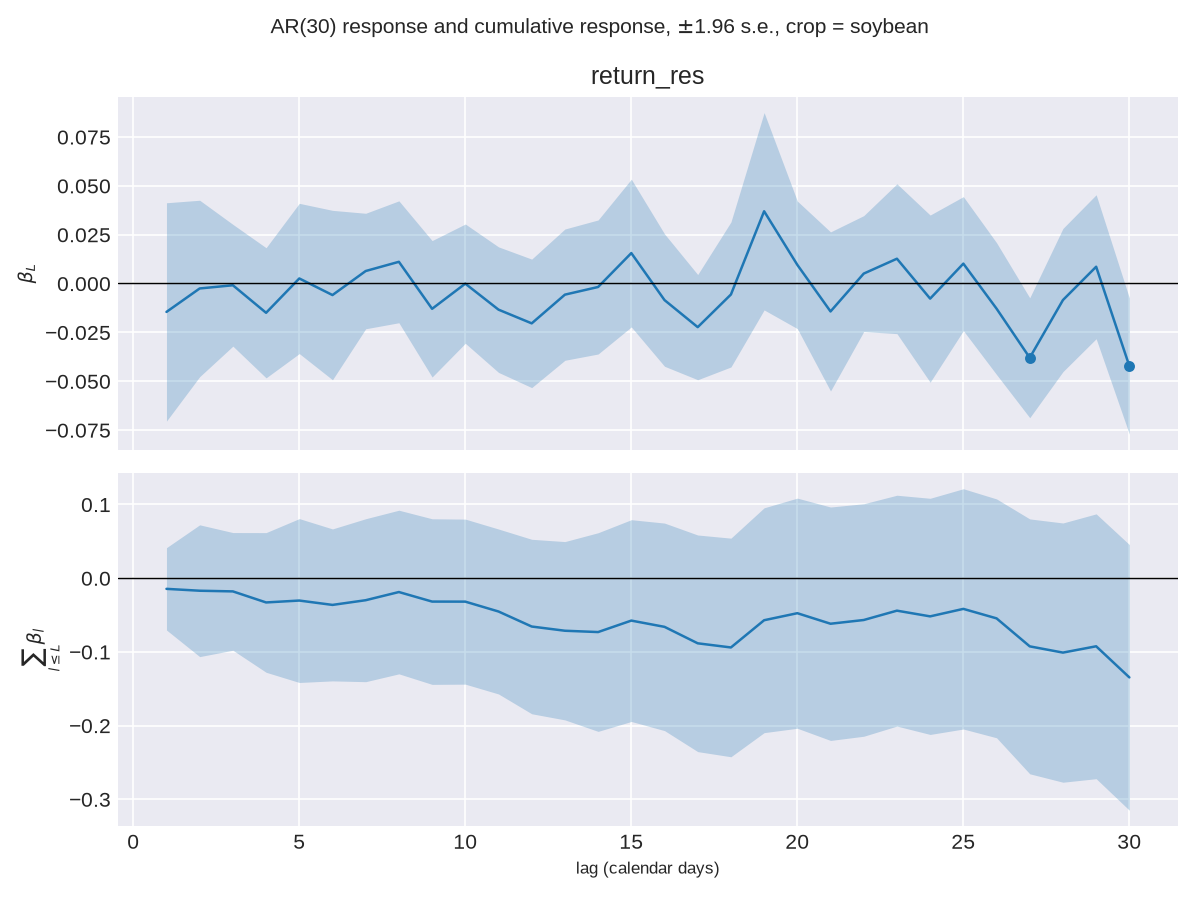 AR(30) response and cumulative response, ±1.96 s.e., crop = soybean
return_res
0.075
0.050
0.025
0.000
−0.025
−0.050
−0.075
β_L
0.1
0.0
−0.1
−0.2
−0.3
∑_{l≤L} β_l
0 5 10 15 20 25 30
lag (calendar days)